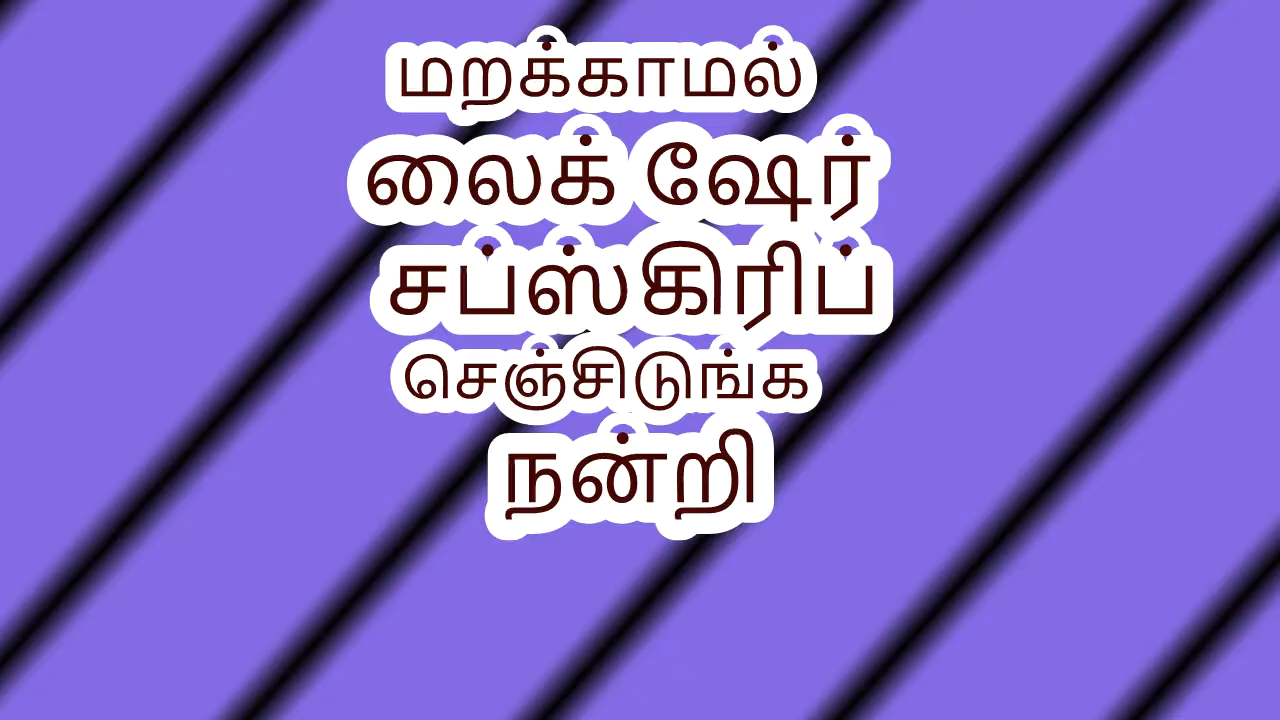 மறக்காமல்
லைக் ஷேர்
சப்ஸ்கிரிப்
செஞ்சிடுங்க
நன்றி